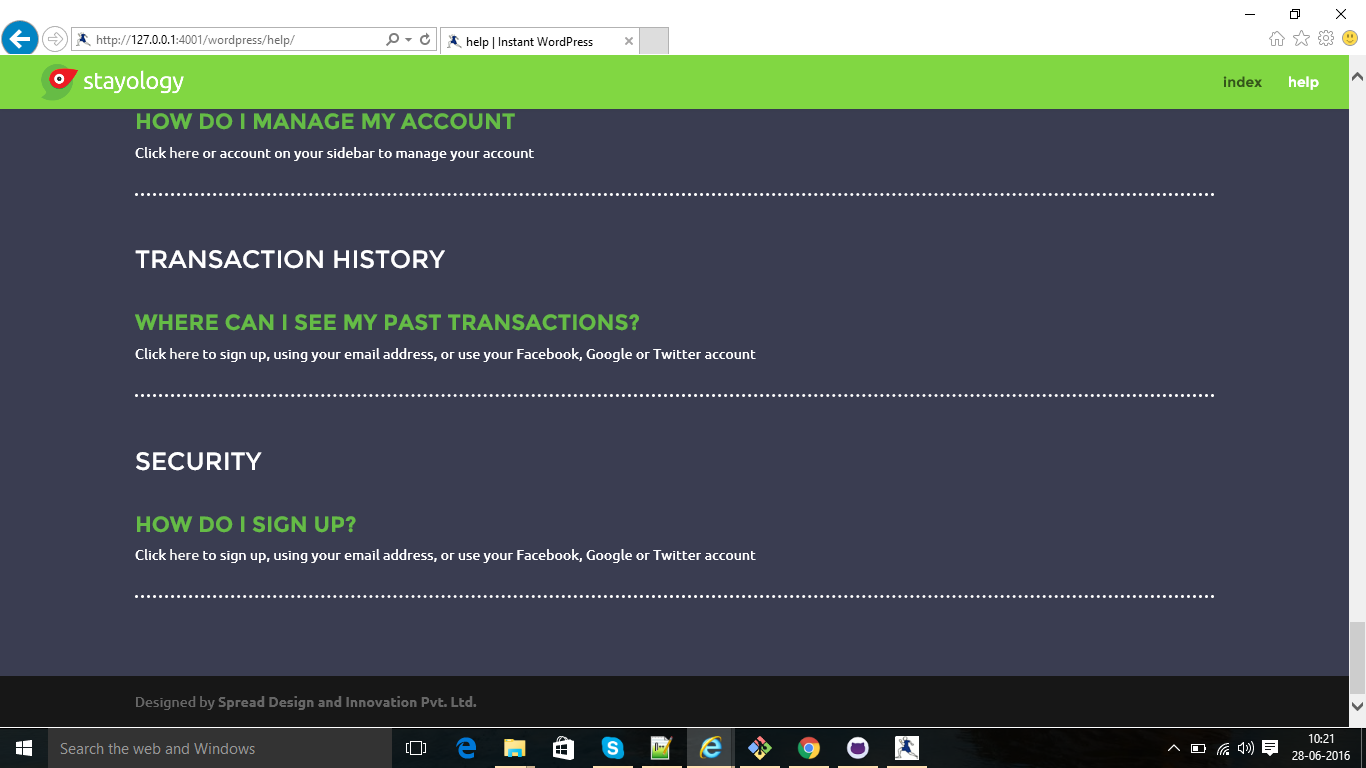 http://127.0.0.1:4001/wordpress/help/
help | Instant WordPress
stayology
index
help
HOW DO I MANAGE MY ACCOUNT
Click here or account on your sidebar to manage your account
TRANSACTION HISTORY
WHERE CAN I SEE MY PAST TRANSACTIONS?
Click here to sign up, using your email address, or use your Facebook, Google or Twitter account
SECURITY
HOW DO I SIGN UP?
Click here to sign up, using your email address, or use your Facebook, Google or Twitter account
Designed by Spread Design and Innovation Pvt. Ltd.
Search the web and Windows
10:21
28-06-2016